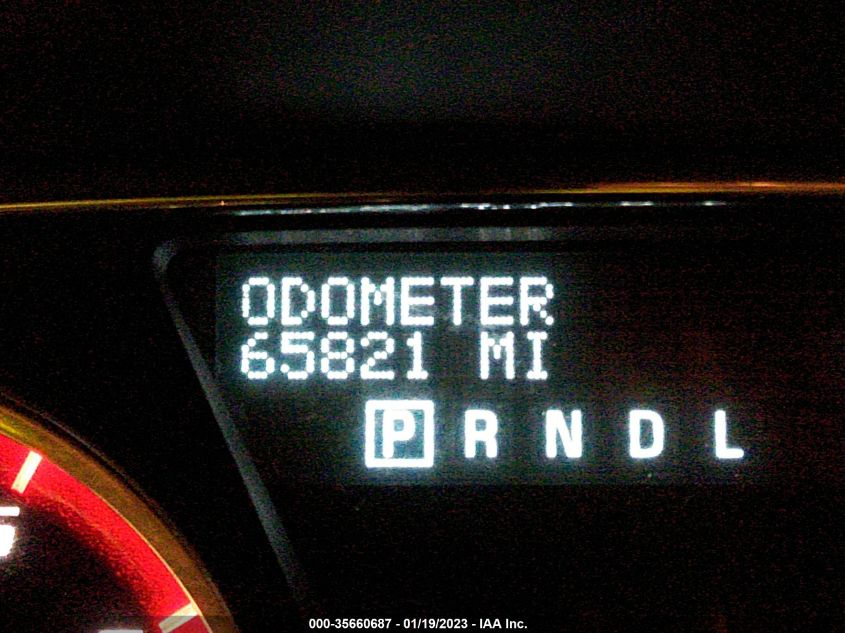 ODOMETER
65821 MI
P R N D L
000-35660687 - 01/19/2023 - IAA Inc.